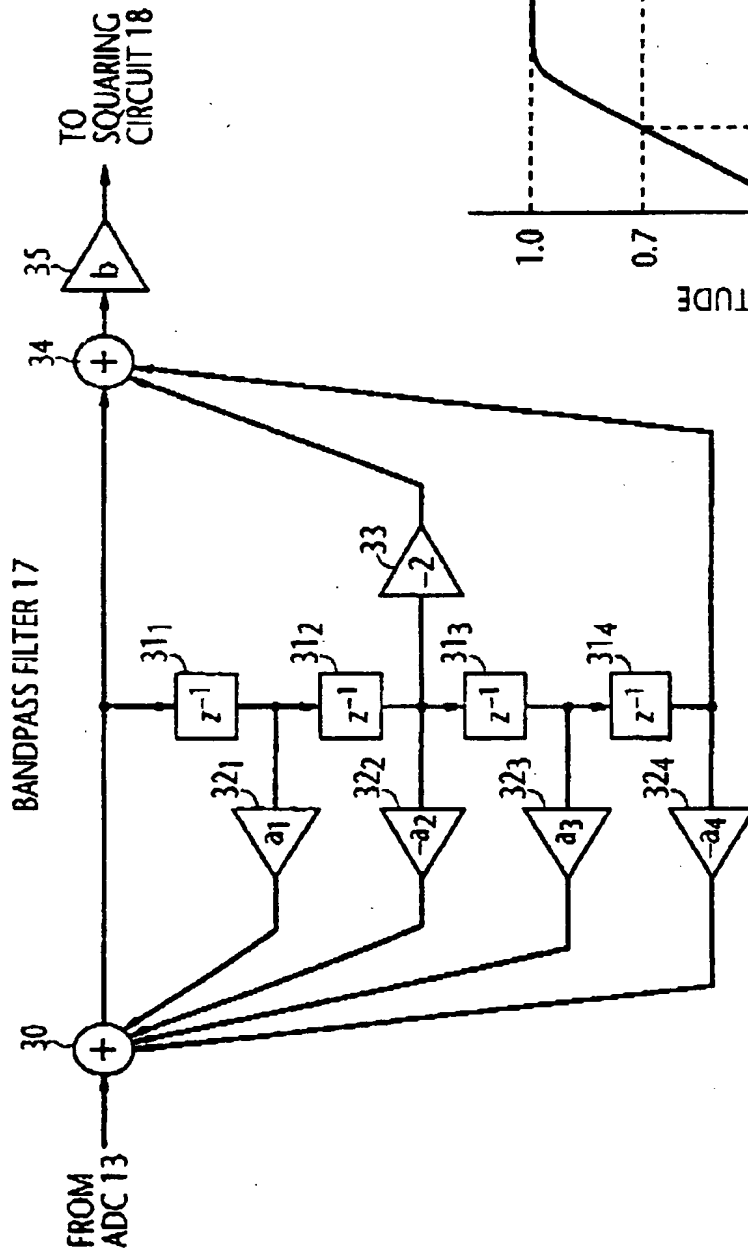 BANDPASS FILTER 17
FROM
ADC 13
30
+
a1
321
-a2
322
a3
323
-a4
324
z-1
311
z-1
312
z-1
313
z-1
314
-2
33
+
34
b
35
TO
SQUARING
CIRCUIT 18
1.0
0.7
TUDE